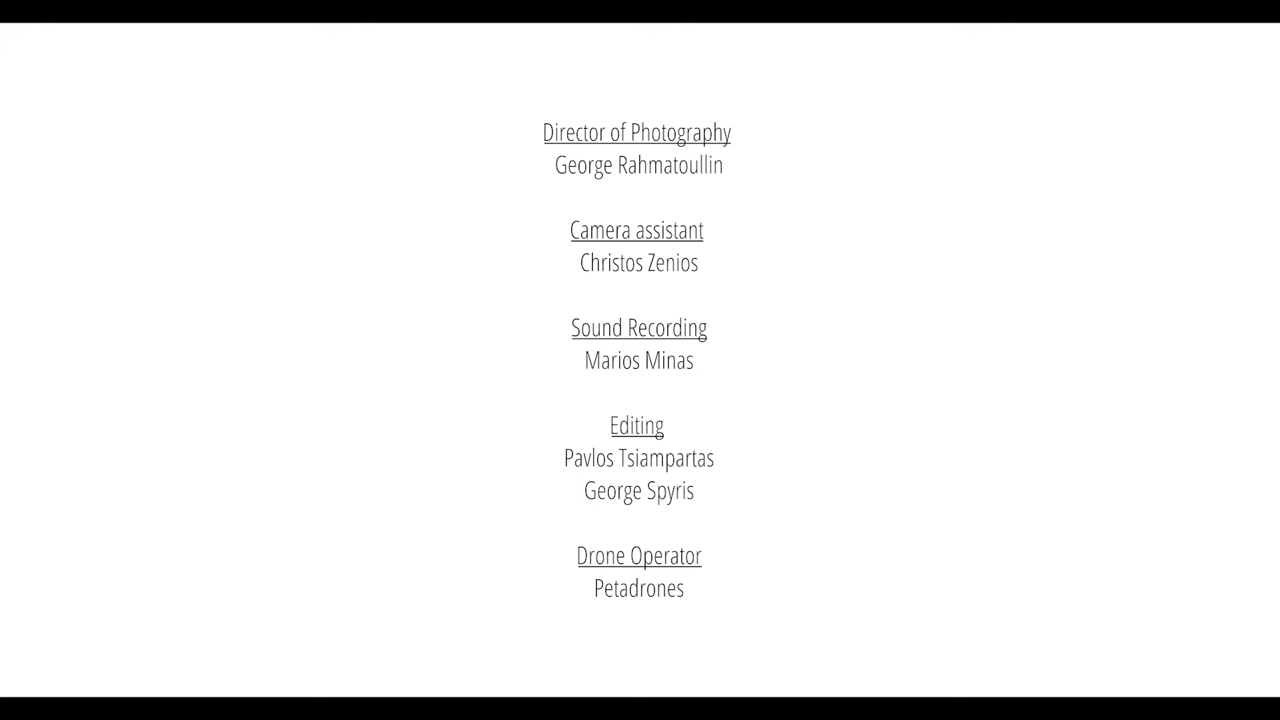 Director of Photography
George Rahmatoullin
Camera assistant
Christos Zenios
Sound Recording
Marios Minas
Editing
Pavlos Tsiampartas
George Spyris
Drone Operator
Petadrones